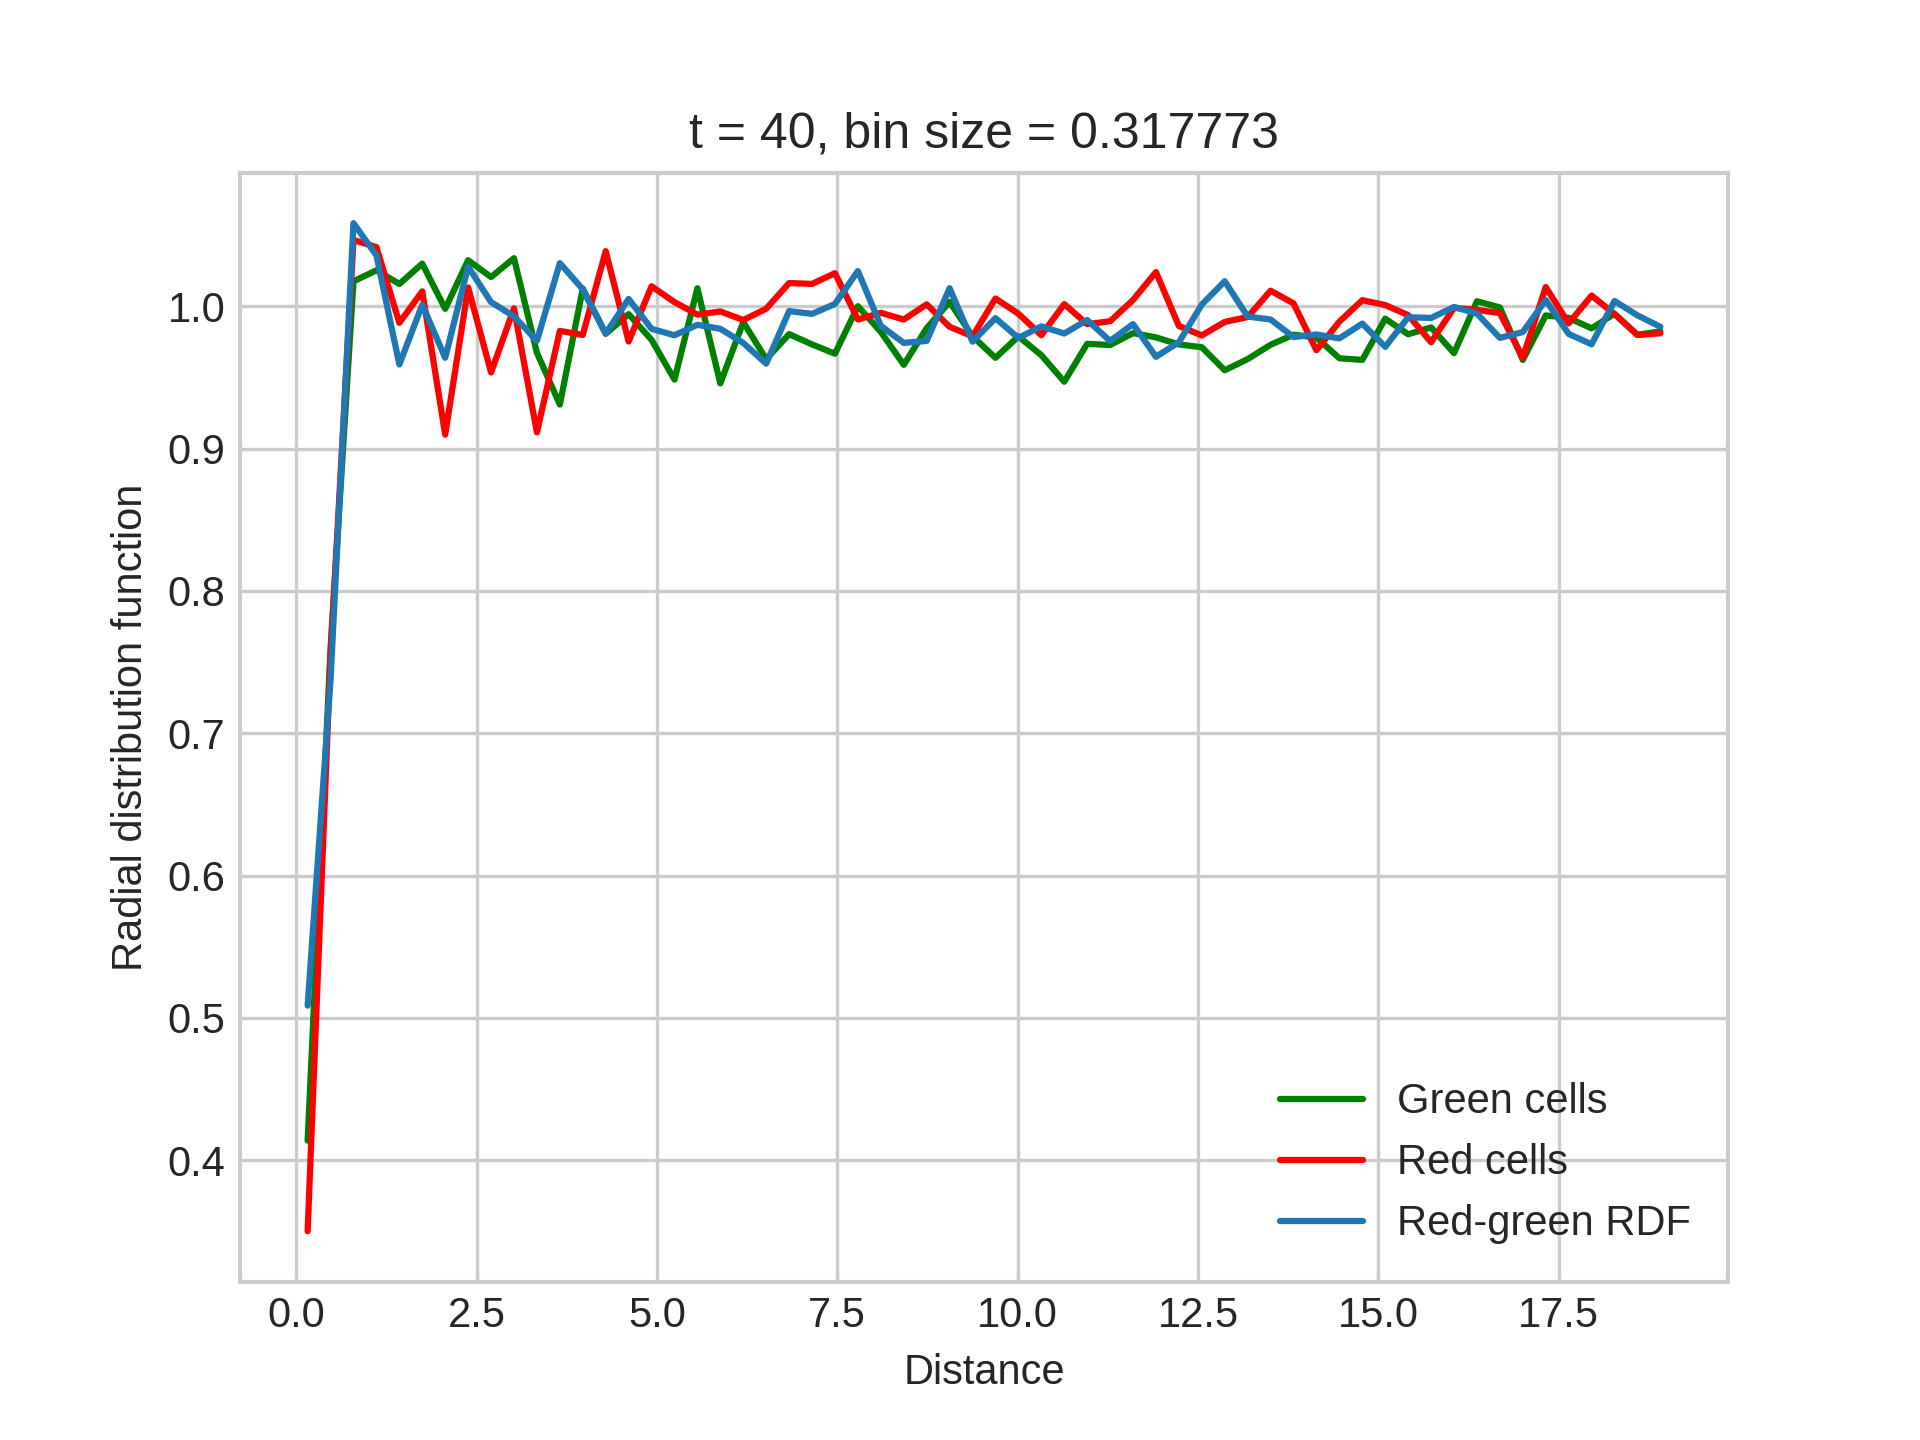 t = 40, bin size = 0.317773
Radial distribution function
1.0
0.9
0.8
0.7
0.6
0.5
0.4
Green cells
Red cells
Red-green RDF
0.0 2.5 5.0 7.5 10.0 12.5 15.0 17.5
Distance